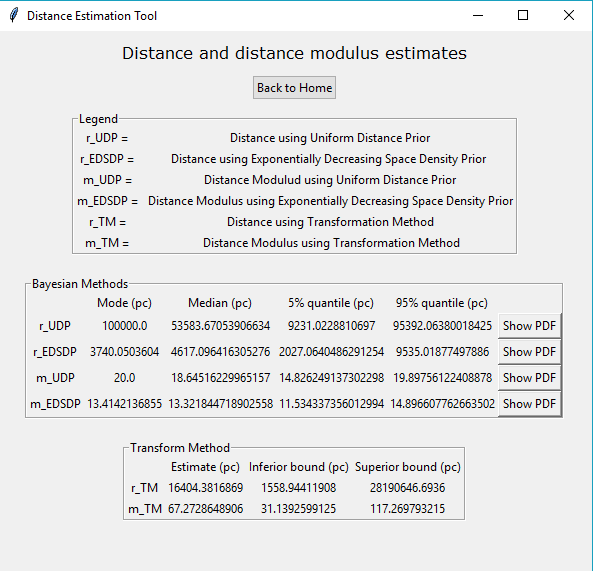 Distance Estimation Tool
Distance and distance modulus estimates
Back to Home
Legend
r_UDP = Distance using Uniform Distance Prior
r_EDSDP = Distance using Exponentially Decreasing Space Density Prior
m_UDP = Distance Modulud using Uniform Distance Prior
m_EDSDP = Distance Modulus using Exponentially Decreasing Space Density Prior
r_TM = Distance using Transformation Method
m_TM = Distance Modulus using Transformation Method
Bayesian Methods
Mode (pc) Median (pc) 5% quantile (pc) 95% quantile (pc)
r_UDP 100000.0 53583.67053906634 9231.0228810697 95392.06380018425 Show PDF
r_EDSDP 3740.0503604 4617.096416305276 2027.0640486291254 9535.01877497886 Show PDF
m_UDP 20.0 18.64516229965157 14.826249137302298 19.89756122408878 Show PDF
m_EDSDP 13.4142136855 13.321844718902558 11.534337356012994 14.896607762663502 Show PDF
Transform Method
Estimate (pc) Inferior bound (pc) Superior bound (pc)
r_TM 16404.3816869 1558.94411908 28190646.6936
m_TM 67.2728648906 31.1392599125 117.269793215